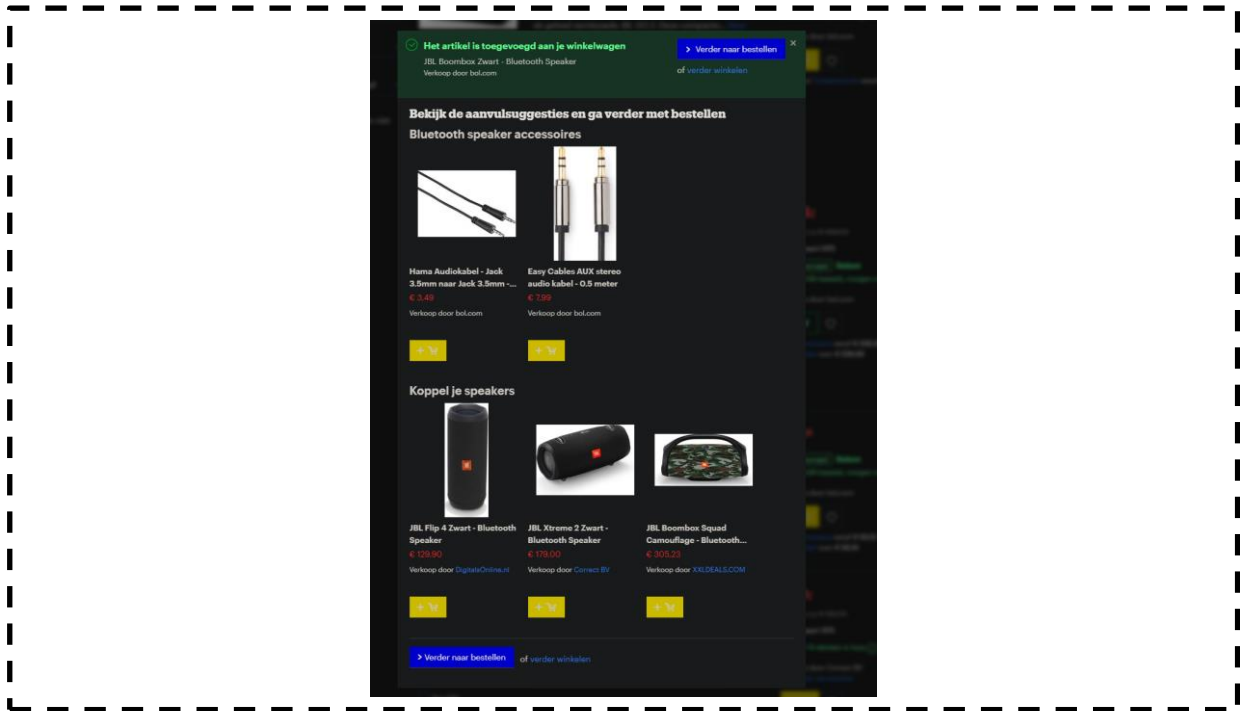 Het artikel is toegevoegd aan je winkelwagen
JBL Boombox Zwart - Bluetooth Speaker
Verkoop door bol.com
> Verder naar bestellen
×
of verder winkelen
Bekijk de aanvulsuggesties en ga verder met bestellen
Bluetooth speaker accessoires
Hama Audiokabel - Jack
3.5mm naar Jack 3.5mm -...
€ 3,49
Verkoop door bol.com
Easy Cables AUX stereo
audio kabel - 0.5 meter
€ 7,99
Verkoop door bol.com
Koppel je speakers
JBL Flip 4 Zwart - Bluetooth
Speaker
€ 129,90
Verkoop door DigitalsOnline.nl
JBL Xtreme 2 Zwart -
Bluetooth Speaker
€ 179,00
Verkoop door Correct BV
JBL Boombox Squad
Camouflage - Bluetooth...
€ 305,23
Verkoop door XXLDEALS.COM
> Verder naar bestellen
of verder winkelen